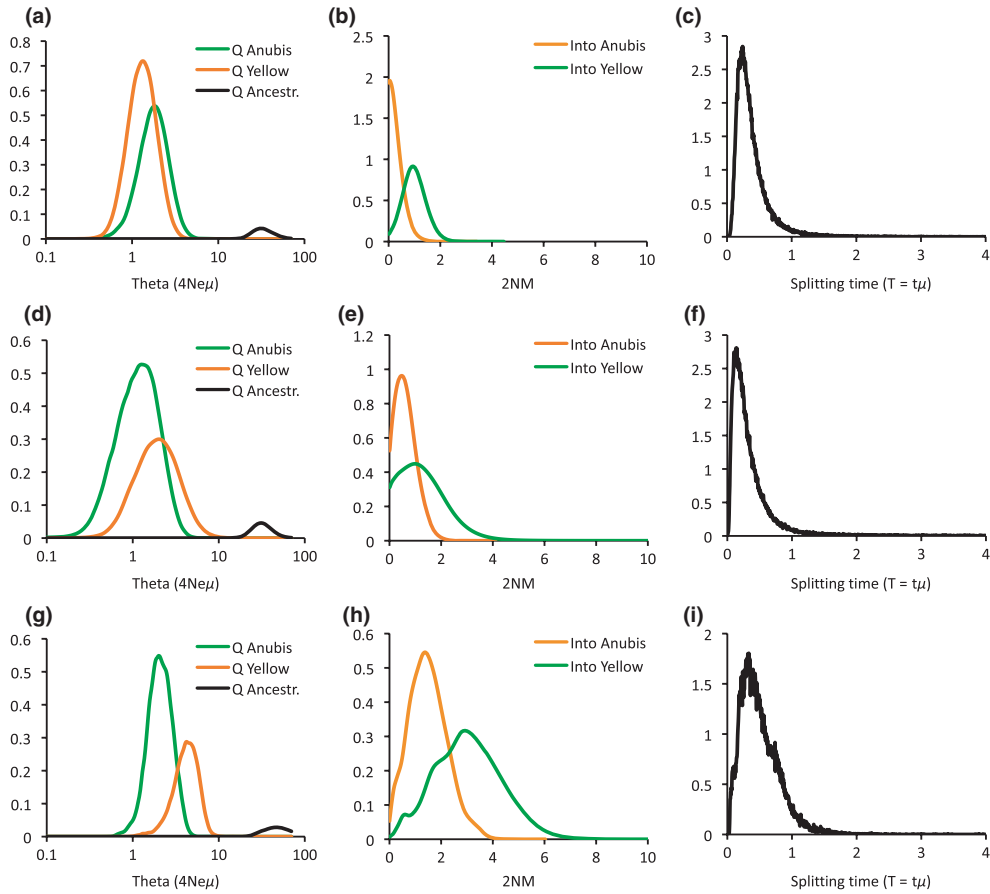 (a)
0.8
0.7
0.6
0.5
0.4
0.3
0.2
0.1
0
0.1 1 10 100
Theta (4Neµ)
Q Anubis
Q Yellow
Q Ancestr.
(b)
2.5
2
1.5
1
0.5
0
0 2 4 6 8 10
2NM
Into Anubis
Into Yellow
(c)
3
2.5
2
1.5
1
0.5
0
0 1 2 3 4
Splitting time (T = tµ)
(d)
0.6
0.5
0.4
0.3
0.2
0.1
0
0.1 1 10 100
Theta (4Neµ)
Q Anubis
Q Yellow
Q Ancestr.
(e)
1.2
1
0.8
0.6
0.4
0.2
0
0 2 4 6 8 10
2NM
Into Anubis
Into Yellow
(f)
3
2.5
2
1.5
1
0.5
0
0 1 2 3 4
Splitting time (T = tµ)
(g)
0.6
0.5
0.4
0.3
0.2
0.1
0
0.1 1 10 100
Theta (4Neµ)
Q Anubis
Q Yellow
Q Ancestr.
(h)
0.6
0.5
0.4
0.3
0.2
0.1
0
0 2 4 6 8 10
2NM
Into Anubis
Into Yellow
(i)
2
1.5
1
0.5
0
0 1 2 3 4
Splitting time (T = tµ)